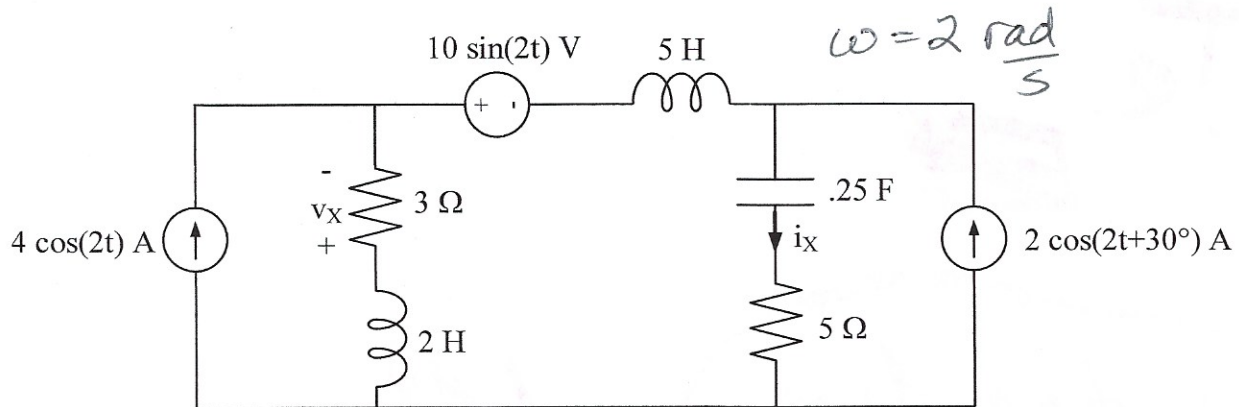 10 sin(2t) V
5 H
ω = 2 rad/s
+ -
-
vX
+
3 Ω
.25 F
4 cos(2t) A
iX
2 cos(2t+30°) A
2 H
5 Ω